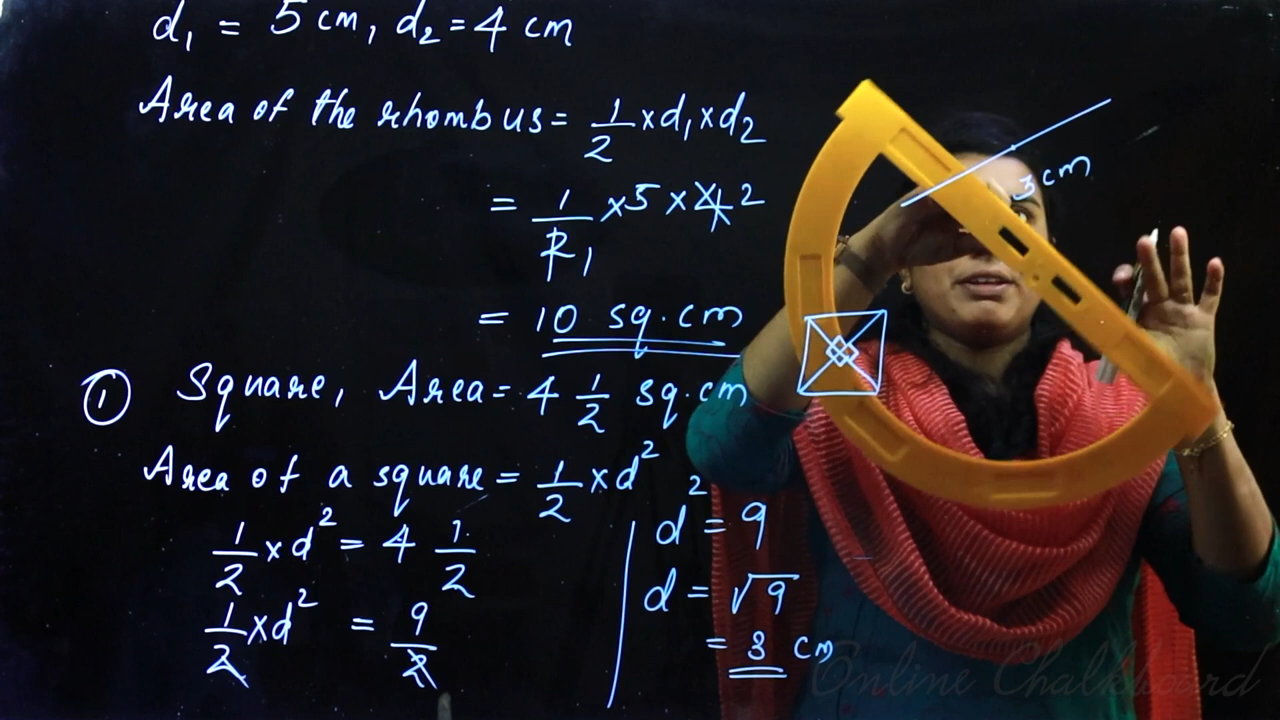 d₁ = 5 cm, d₂ = 4 cm
Area of the rhombus = 1/2 × d₁ × d₂
= 1/2 1 × 5 × 4 2
= 10 sq.cm
3 cm
① Square, Area = 4 1/2 sq.cm
Area of a square = 1/2 × d²
1/2 × d² = 4 1/2
1/2 × d² = 9/2
d² = 9
d = √9
= 3 cm
Online Chalkboard